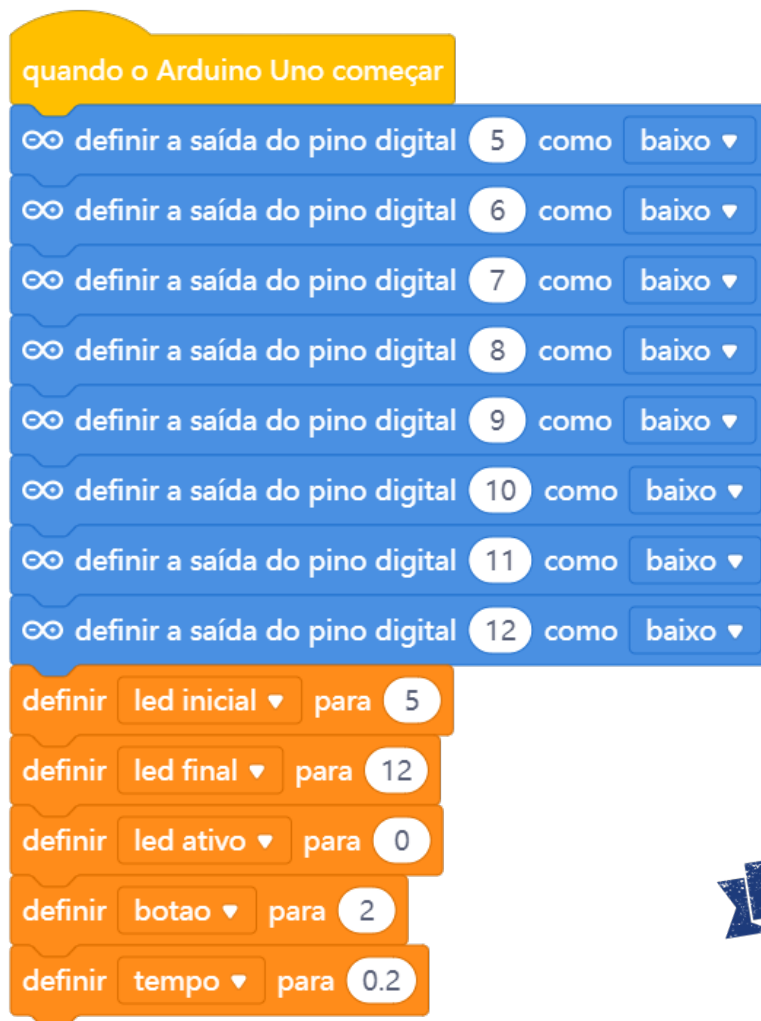 quando o Arduino Uno começar
definir a saída do pino digital 5 como baixo
definir a saída do pino digital 6 como baixo
definir a saída do pino digital 7 como baixo
definir a saída do pino digital 8 como baixo
definir a saída do pino digital 9 como baixo
definir a saída do pino digital 10 como baixo
definir a saída do pino digital 11 como baixo
definir a saída do pino digital 12 como baixo
definir led inicial para 5
definir led final para 12
definir led ativo para 0
definir botao para 2
definir tempo para 0.2